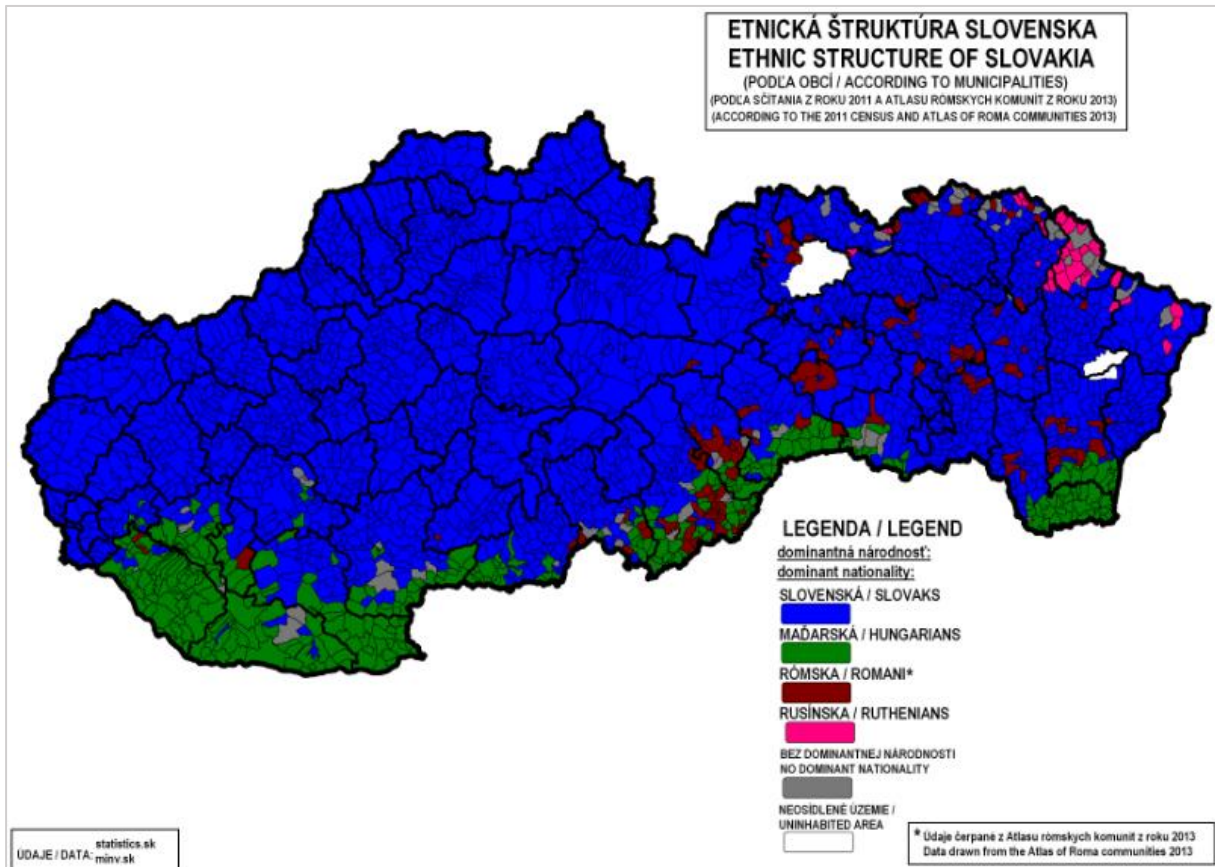 ETNICKÁ ŠTRUKTÚRA SLOVENSKA
ETHNIC STRUCTURE OF SLOVAKIA
(PODĽA OBCÍ / ACCORDING TO MUNICIPALITIES)
(PODĽA SČÍTANIA Z ROKU 2011 A ATLASU RÓMSKYCH KOMUNÍT Z ROKU 2013)
(ACCORDING TO THE 2011 CENSUS AND ATLAS OF ROMA COMMUNITIES 2013)
LEGENDA / LEGEND
dominantná národnosť:
dominant nationality:
SLOVENSKÁ / SLOVAKS
MAĎARSKÁ / HUNGARIANS
RÓMSKA / ROMANI*
RUSÍNSKA / RUTHENIANS
BEZ DOMINANTNEJ NÁRODNOSTI
NO DOMINANT NATIONALITY
NEOSÍDLENÉ ÚZEMIE /
UNINHABITED AREA
* Údaje čerpané z Atlasu rómskych komunít z roku 2013
Data drawn from the Atlas of Roma communities 2013
ÚDAJE / DATA: statistics.sk
minv.sk